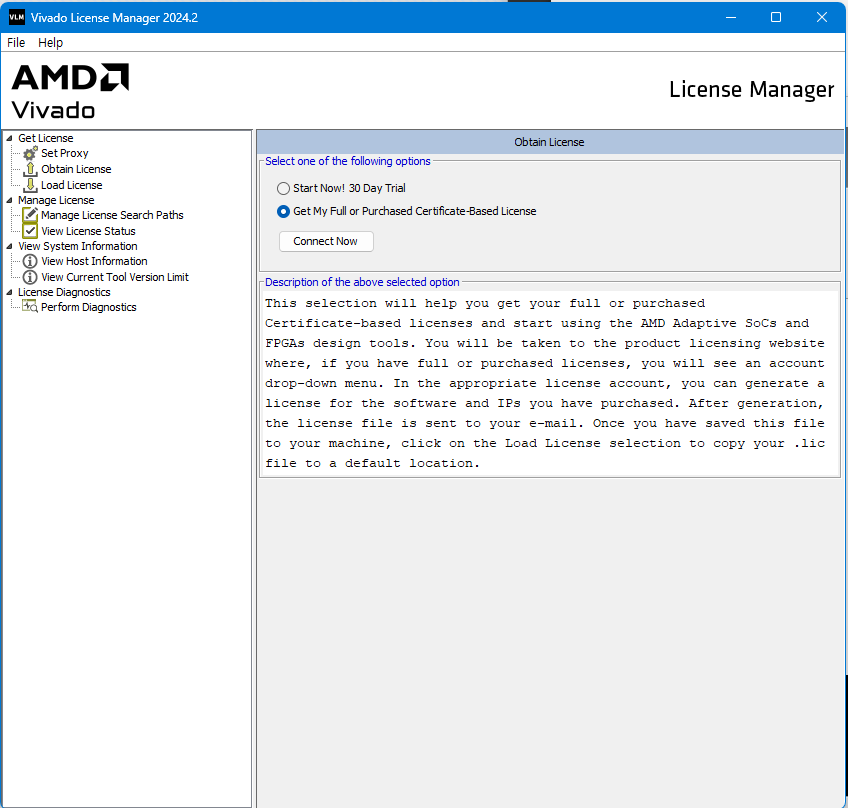 VLM Vivado License Manager 2024.2
File Help
AMD
Vivado
License Manager
Get License
Set Proxy
Obtain License
Load License
Manage License
Manage License Search Paths
View License Status
View System Information
View Host Information
View Current Tool Version Limit
License Diagnostics
Perform Diagnostics
Obtain License
Select one of the following options
Start Now! 30 Day Trial
Get My Full or Purchased Certificate-Based License
Connect Now
Description of the above selected option
This selection will help you get your full or purchased
Certificate-based licenses and start using the AMD Adaptive SoCs and
FPGAs design tools. You will be taken to the product licensing website
where, if you have full or purchased licenses, you will see an account
drop-down menu. In the appropriate license account, you can generate a
license for the software and IPs you have purchased. After generation,
the license file is sent to your e-mail. Once you have saved this file
to your machine, click on the Load License selection to copy your .lic
file to a default location.